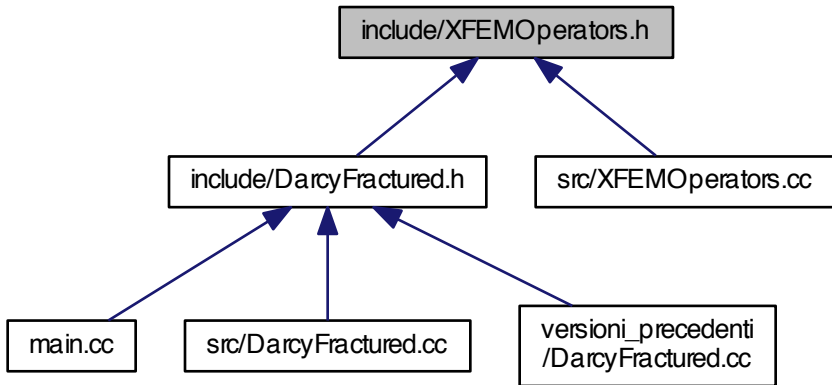 include/XFEMOperators.h
include/DarcyFractured.h
src/XFEMOperators.cc
main.cc
src/DarcyFractured.cc
versioni_precedenti
/DarcyFractured.cc